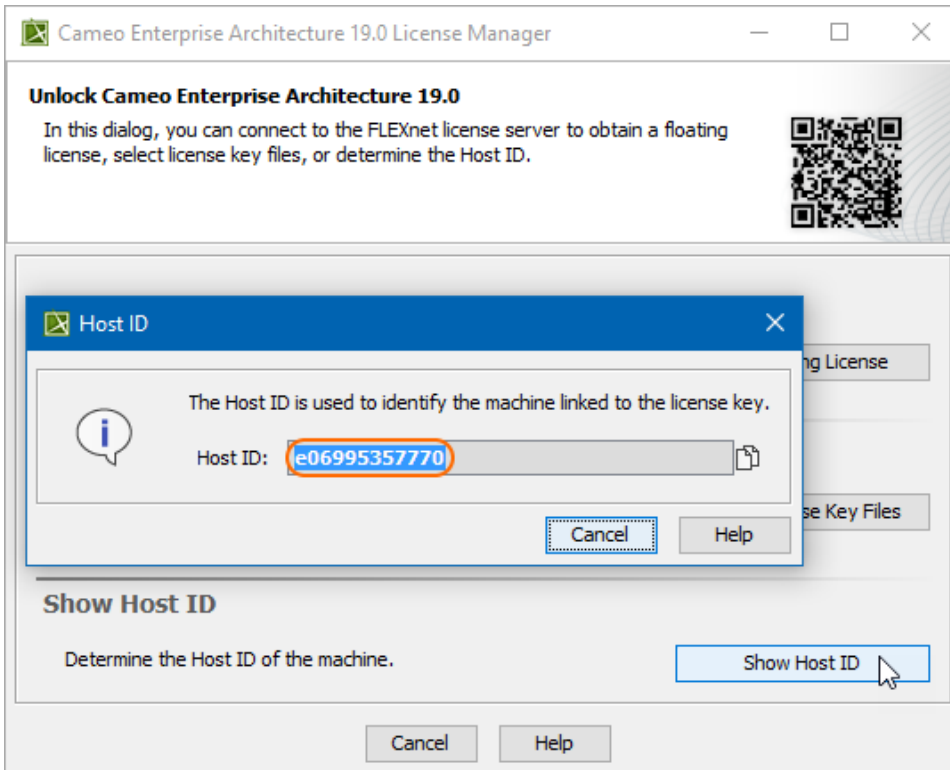 Cameo Enterprise Architecture 19.0 License Manager
Unlock Cameo Enterprise Architecture 19.0
In this dialog, you can connect to the FLEXnet license server to obtain a floating
license, select license key files, or determine the Host ID.
Host ID
License
The Host ID is used to identify the machine linked to the license key.
Host ID: e06995357770
Key Files
Cancel
Help
Show Host ID
Determine the Host ID of the machine.
Show Host ID
Cancel
Help